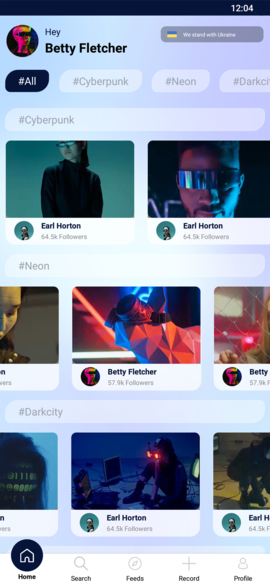 12:04
Hey
Betty Fletcher
We stand with Ukraine
#All
#Cyberpunk
#Neon
#Darkcit
#Cyberpunk
Earl Horton
64.5k Followers
Earl Horton
64.5k Followers
#Neon
n
wers
Betty Fletcher
57.9k Followers
Betty
57.9k F
#Darkcity
n
wers
Earl Horton
64.5k Followers
Earl H
64.5k F
Home
Search
Feeds
Record
Profile